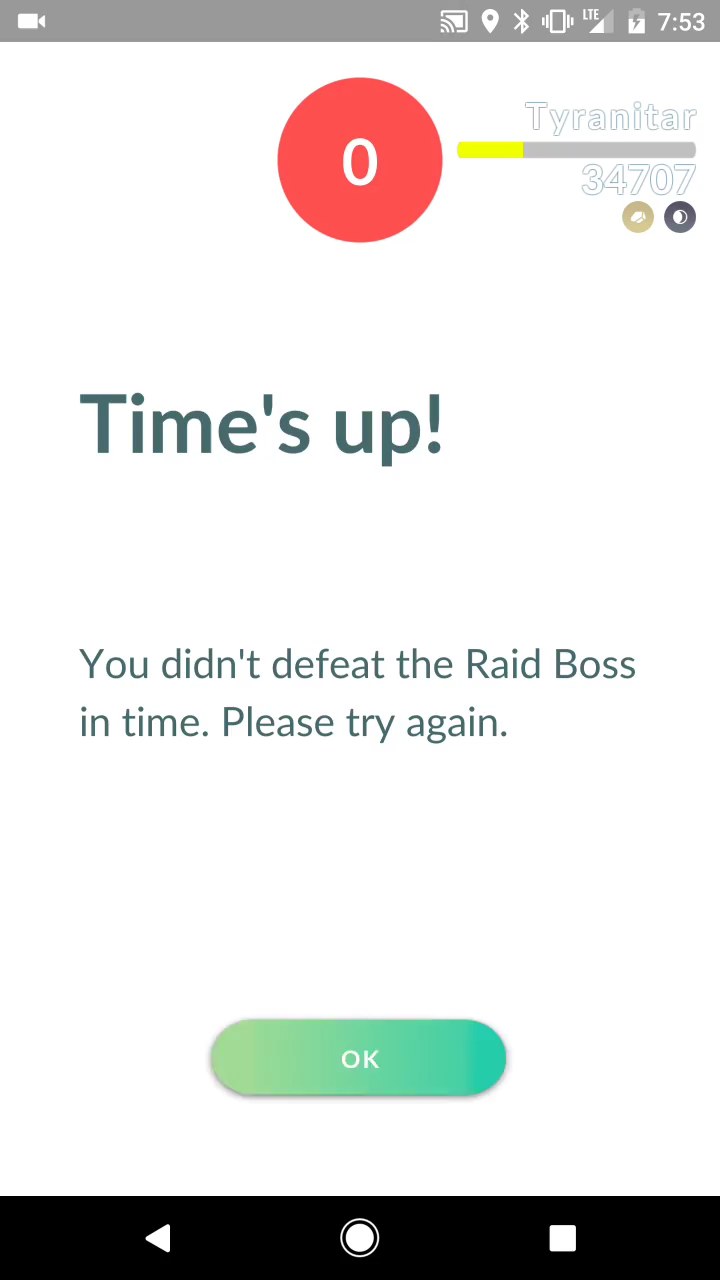 LTE 7:53
0
Tyranitar
34707
Time's up!
You didn't defeat the Raid Boss
in time. Please try again.
OK